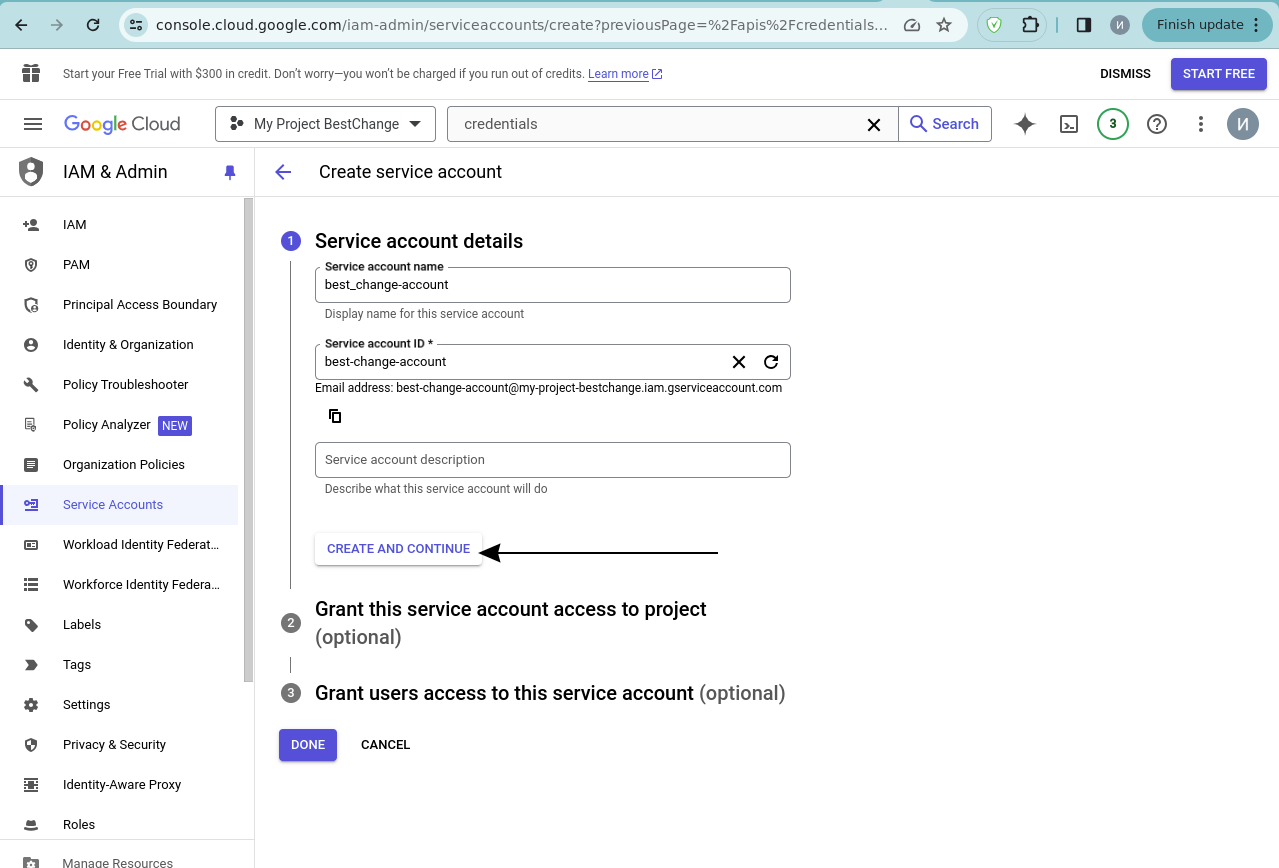 console.cloud.google.com/iam-admin/serviceaccounts/create?previousPage=%2Fapis%2Fcredentials...
И
Finish update
Start your Free Trial with $300 in credit. Don't worry—you won't be charged if you run out of credits. Learn more
DISMISS
START FREE
Google Cloud
My Project BestChange
credentials
Search
3
И
IAM & Admin
Create service account
IAM
PAM
Principal Access Boundary
Identity & Organization
Policy Troubleshooter
Policy Analyzer NEW
Organization Policies
Service Accounts
Workload Identity Federat...
Workforce Identity Federa...
Labels
Tags
Settings
Privacy & Security
Identity-Aware Proxy
Roles
Manage Resources
1 Service account details
Service account name
best_change-account
Display name for this service account
Service account ID *
best-change-account
Email address: best-change-account@my-project-bestchange.iam.gserviceaccount.com
Service account description
Describe what this service account will do
CREATE AND CONTINUE
2 Grant this service account access to project
(optional)
3 Grant users access to this service account (optional)
DONE
CANCEL